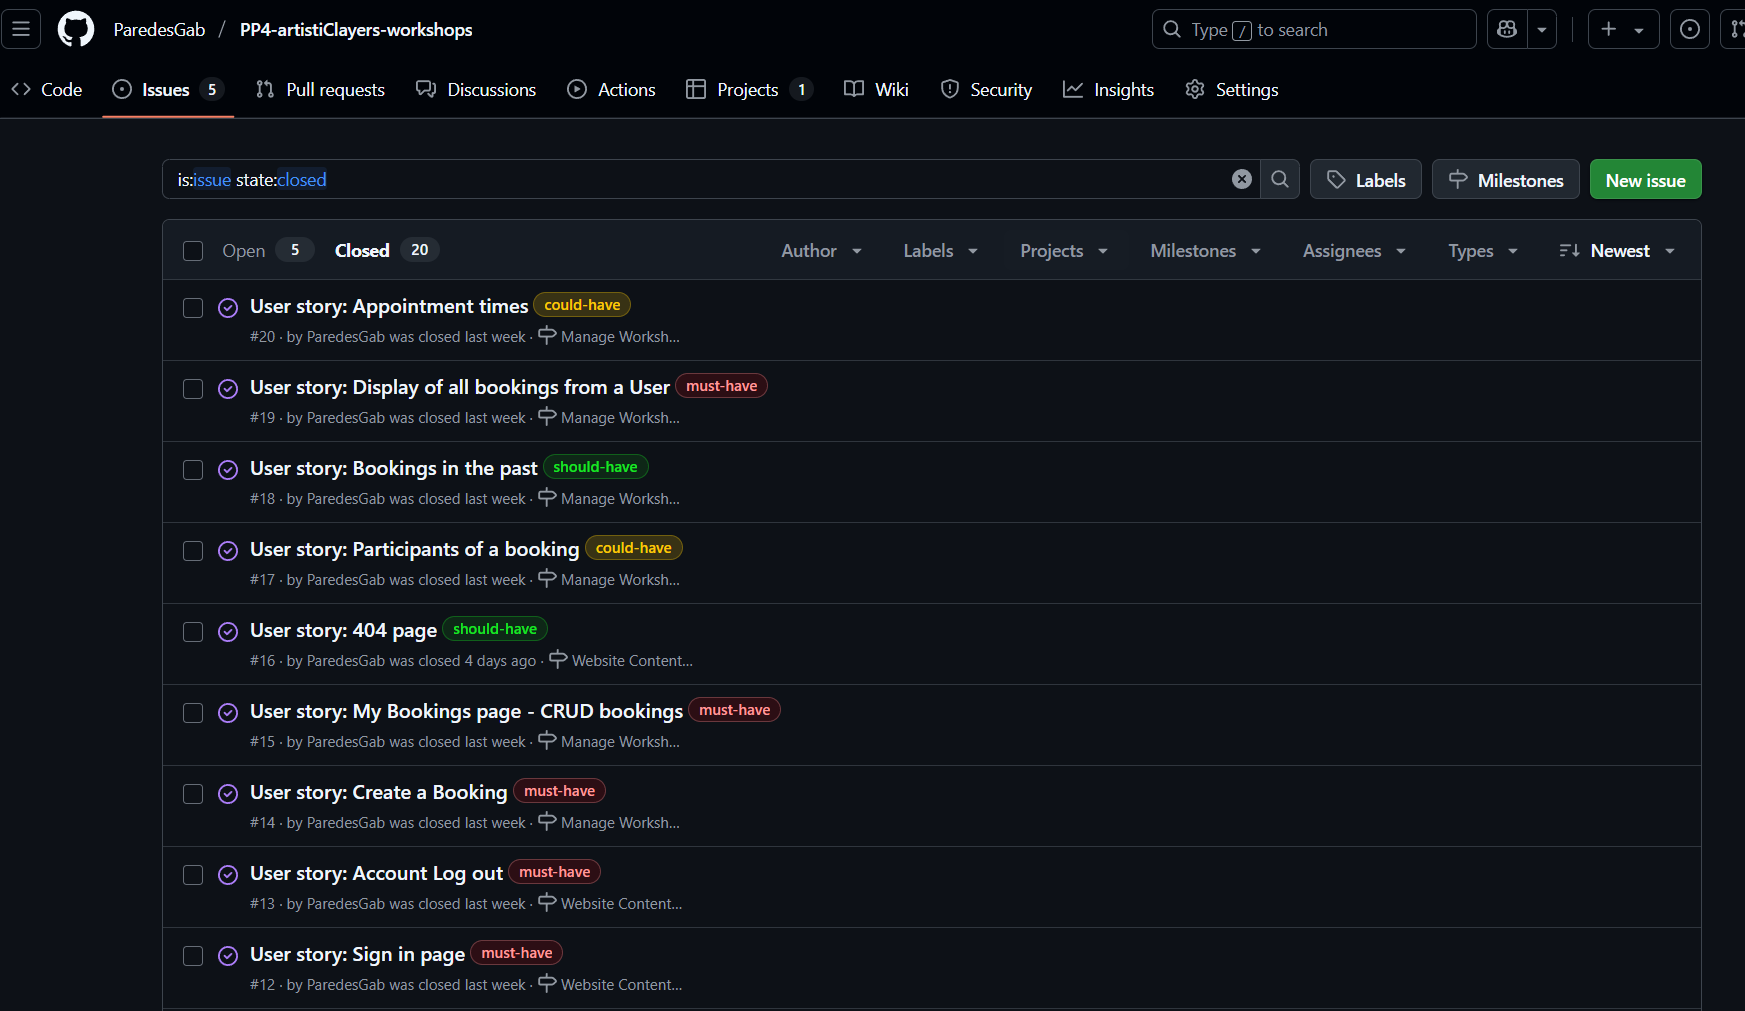 ParedesGab / PP4-artistiClayers-workshops
Type / to search
Code Issues 5 Pull requests Discussions Actions Projects 1 Wiki Security Insights Settings
is:issue state:closed
Labels Milestones New issue
Open 5 Closed 20 Author Labels Projects Milestones Assignees Types Newest
User story: Appointment times could-have
#20 · by ParedesGab was closed last week · Manage Worksh...
User story: Display of all bookings from a User must-have
#19 · by ParedesGab was closed last week · Manage Worksh...
User story: Bookings in the past should-have
#18 · by ParedesGab was closed last week · Manage Worksh...
User story: Participants of a booking could-have
#17 · by ParedesGab was closed last week · Manage Worksh...
User story: 404 page should-have
#16 · by ParedesGab was closed 4 days ago · Website Content...
User story: My Bookings page - CRUD bookings must-have
#15 · by ParedesGab was closed last week · Manage Worksh...
User story: Create a Booking must-have
#14 · by ParedesGab was closed last week · Manage Worksh...
User story: Account Log out must-have
#13 · by ParedesGab was closed last week · Website Content...
User story: Sign in page must-have
#12 · by ParedesGab was closed last week · Website Content...